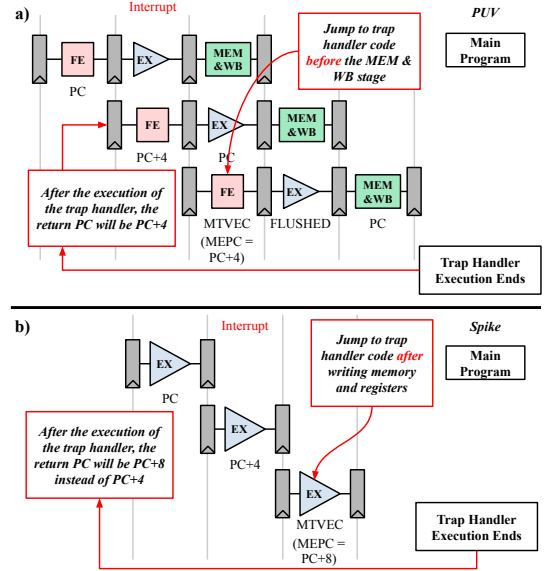 Interrupt
PUV
a)
Jump to trap
handler code
before the MEM &
WB stage
Main
Program
FE
EX
MEM
&WB
PC
FE
EX
MEM
&WB
PC+4
PC
After the execution of
the trap handler, the
return PC will be PC+4
FE
EX
MEM
&WB
MTVEC
(MEPC =
PC+4)
FLUSHED
PC
Trap Handler
Execution Ends
b)
Interrupt
Spike
Jump to trap
handler code after
writing memory
and registers
Main
Program
EX
PC
After the execution of
the trap handler, the
return PC will be PC+8
instead of PC+4
EX
PC+4
EX
MTVEC
(MEPC =
PC+8)
Trap Handler
Execution Ends